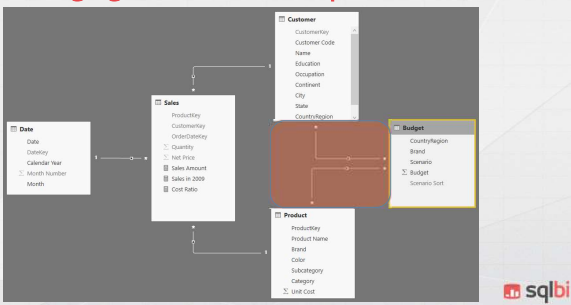 Customer
CustomerKey
Customer Code
Name
Education
Occupation
Continent
City
State
CountryRegion
Sales
ProductKey
CustomerKey
OrderDateKey
Σ Quantity
Σ Net Price
Sales Amount
Sales in 2009
Cost Ratio
Date
Date
DateKey
Calendar Year
Σ Month Number
Month
Budget
CountryRegion
Brand
Scenario
Σ Budget
Scenario Sort
Product
ProductKey
Product Name
Brand
Color
Subcategory
Category
Σ Unit Cost
sqlbi